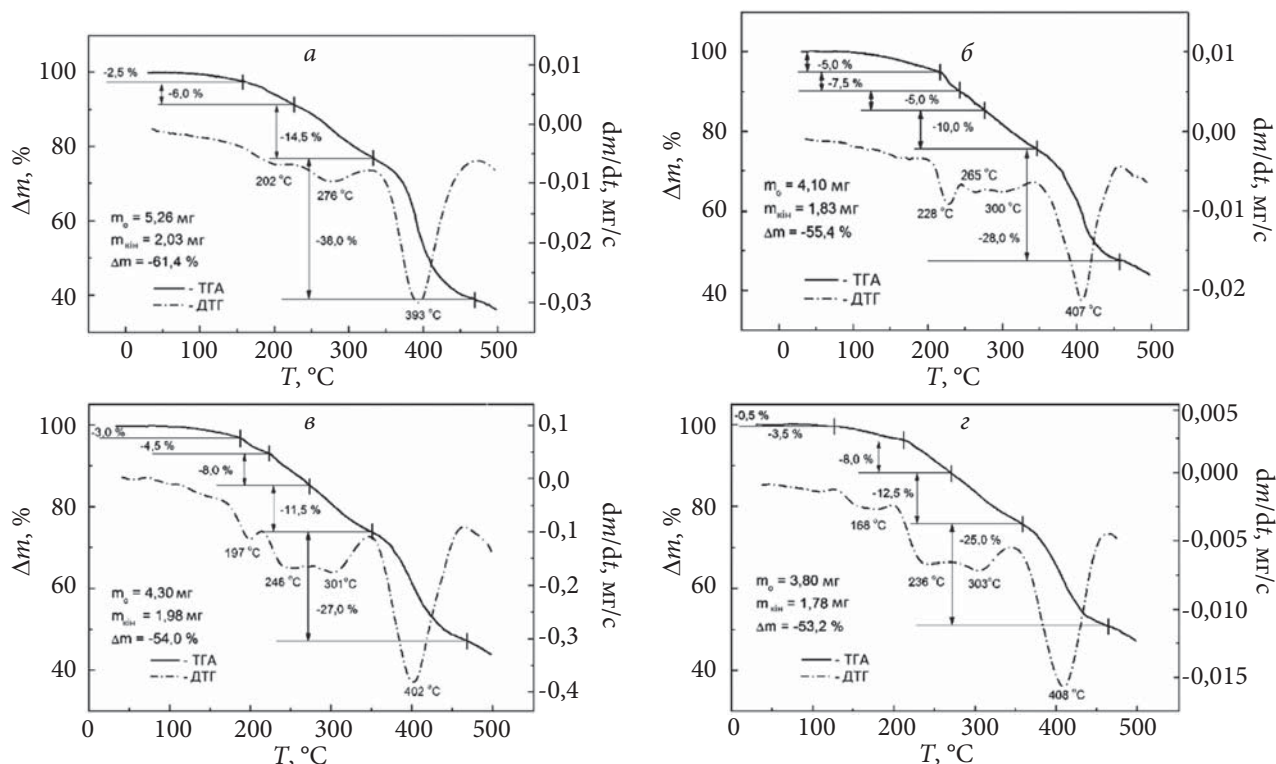 а
100
80
60
40
Δm, %
0,01
0,00
-0,01
-0,02
-0,03
dm/dt, мг/с
-2,5 %
-6,0 %
-14,5 %
-38,0 %
202 °C
276 °C
393 °C
m₀ = 5,26 мг
mкін = 2,03 мг
Δm = -61,4 %
- ТГА
- ДТГ
0 100 200 300 400 500
T, °C
б
100
80
60
40
Δm, %
0,01
0,00
-0,01
-0,02
dm/dt, мг/с
-5,0 %
-7,5 %
-5,0 %
-10,0 %
-28,0 %
228 °C
265 °C
300 °C
407 °C
m₀ = 4,10 мг
mкін = 1,83 мг
Δm = -55,4 %
- ТГА
- ДТГ
0 100 200 300 400 500
T, °C
в
100
80
60
40
Δm, %
0,1
0,0
-0,1
-0,2
-0,3
-0,4
dm/dt, мг/с
-3,0 %
-4,5 %
-8,0 %
-11,5 %
-27,0 %
197 °C
246 °C
301°C
402 °C
m₀ = 4,30 мг
mкін = 1,98 мг
Δm = -54,0 %
- ТГА
- ДТГ
0 100 200 300 400 500
T, °C
г
100
80
60
40
Δm, %
0,005
0,000
-0,005
-0,010
-0,015
dm/dt, мг/с
-0,5 %
-3,5 %
-8,0 %
-12,5 %
-25,0 %
168 °C
236 °C
303°C
408 °C
m₀ = 3,80 мг
mкін = 1,78 мг
Δm = -53,2 %
- ТГА
- ДТГ
0 100 200 300 400 500
T, °C